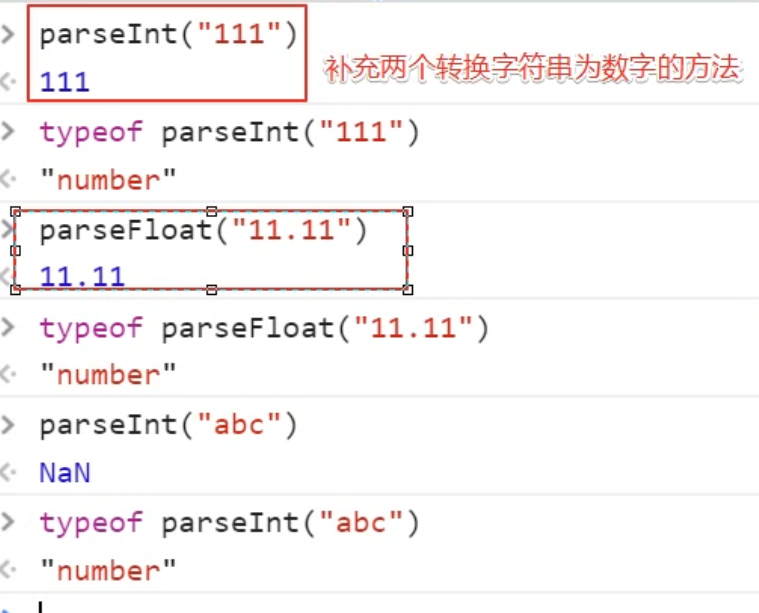 > parseInt("111")
补充两个转换字符串为数字的方法
<· 111
> typeof parseInt("111")
<· "number"
> parseFloat("11.11")
<· 11.11
> typeof parseFloat("11.11")
<· "number"
> parseInt("abc")
<· NaN
> typeof parseInt("abc")
<· "number"
>